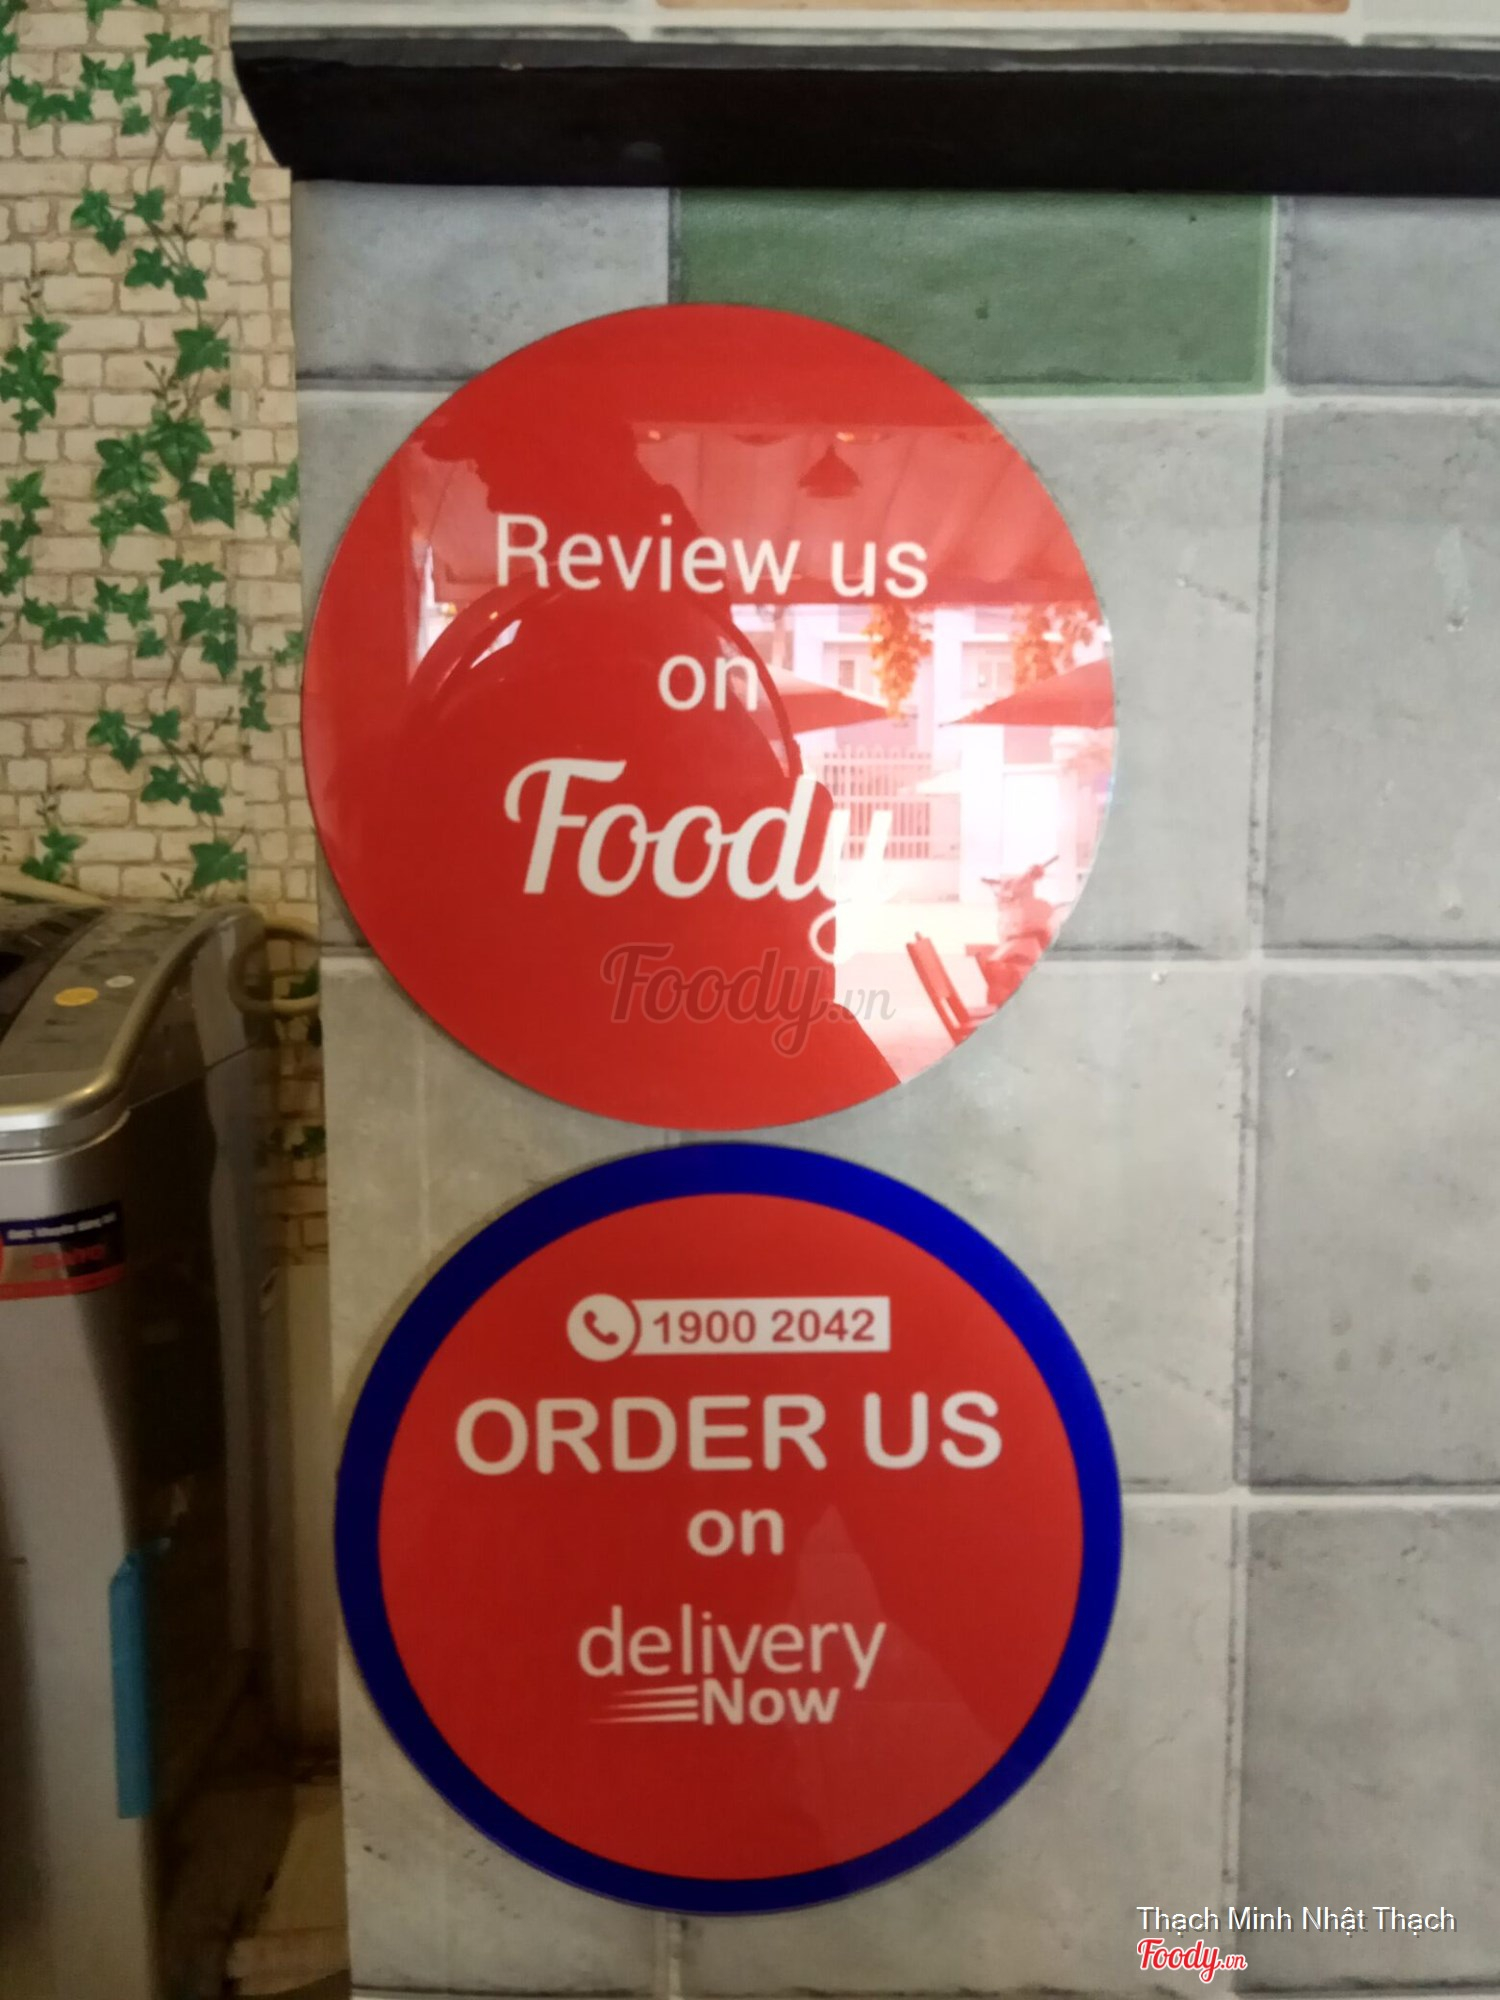 Review us
on
Foody
Foody.vn
1900 2042
ORDER US
on
delivery
Now
Thạch Minh Nhật Thạch
Foody.vn